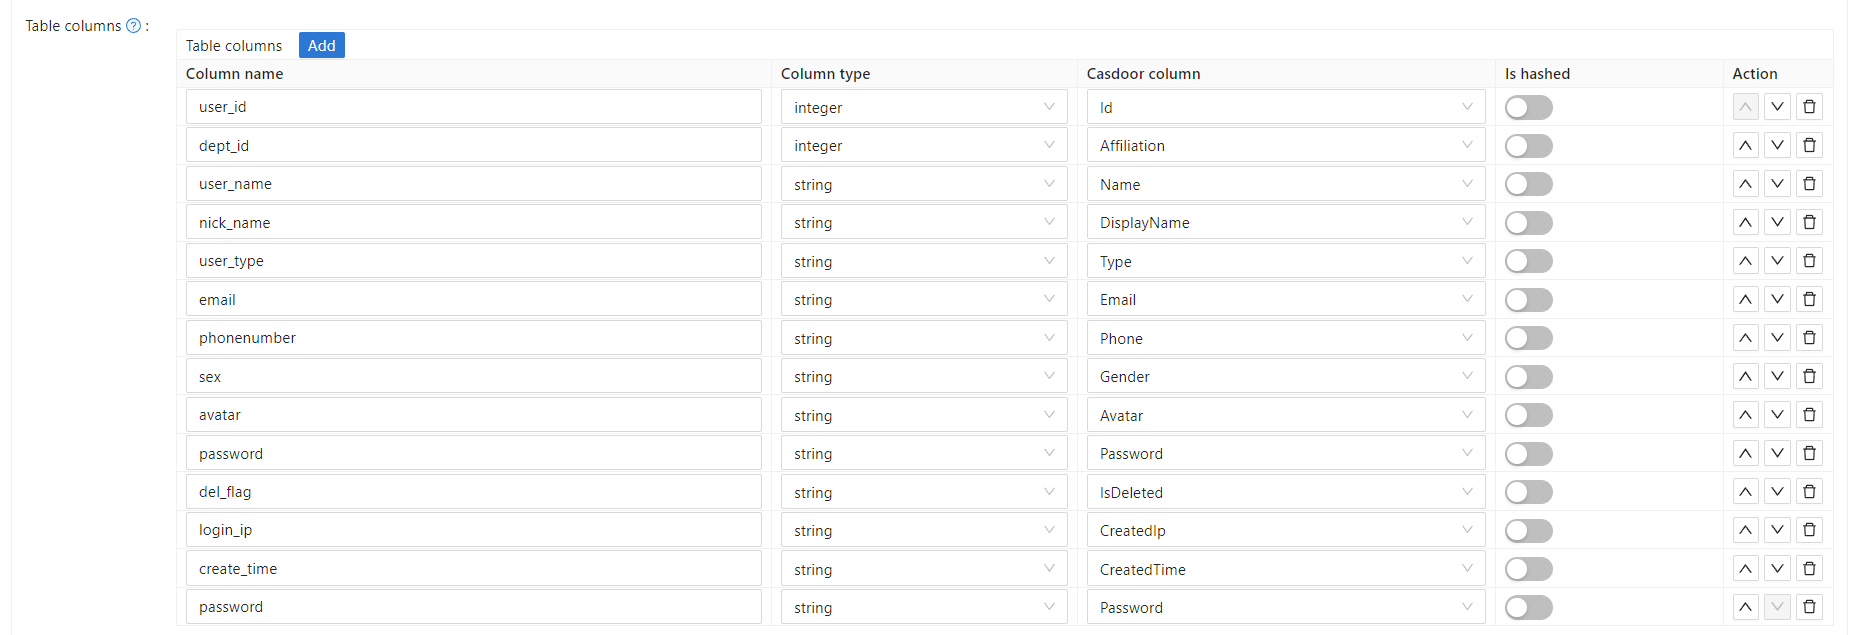 Table columns ? :
Table columns Add
Column name Column type Casdoor column Is hashed Action
user_id integer Id
dept_id integer Affiliation
user_name string Name
nick_name string DisplayName
user_type string Type
email string Email
phonenumber string Phone
sex string Gender
avatar string Avatar
password string Password
del_flag string IsDeleted
login_ip string CreatedIp
create_time string CreatedTime
password string Password